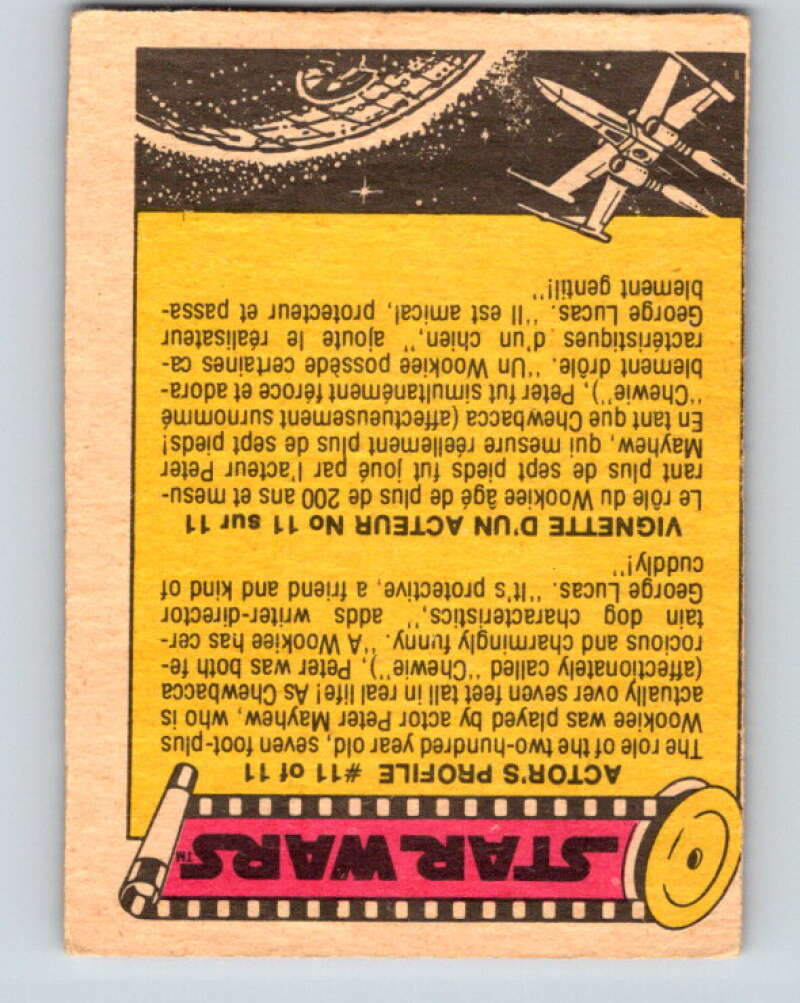 STAR WARS™
ACTOR'S PROFILE #11 of 11
The role of the two-hundred year old, seven foot-plus
Wookiee was played by actor Peter Mayhew, who is
actually over seven feet tall in real life! As Chewbacca
(affectionately called "Chewie"), Peter was both fe-
rocious and charmingly funny. "A Wookiee has cer-
tain dog characteristics," adds writer-director
George Lucas. "It's protective, a friend and kind of
cuddly!"
VIGNETTE D'UN ACTEUR No 11 sur 11
Le rôle du Wookiee âgé de plus de 200 ans et mesu-
rant plus de sept pieds fut joué par l'acteur Peter
Mayhew, qui mesure réellement plus de sept pieds!
En tant que Chewbacca (affectueusement surnommé
"Chewie"), Peter fut simultanément féroce et adora-
blement drôle. "Un Wookiee possède certaines ca-
ractéristiques d'un chien," ajoute le réalisateur
George Lucas. "Il est amical, protecteur et passa-
blement gentil!"